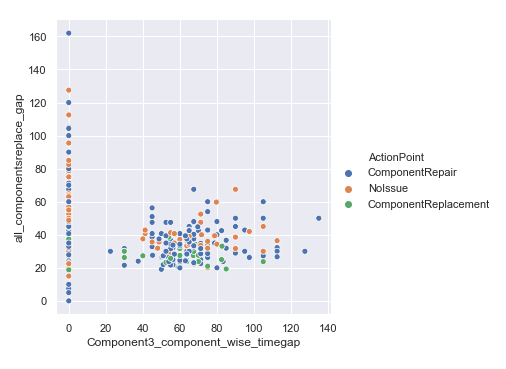 160
140
120
100
80
60
40
20
0
all_componentsreplace_gap
0 20 40 60 80 100 120 140
Component3_component_wise_timegap
ActionPoint
ComponentRepair
NoIssue
ComponentReplacement